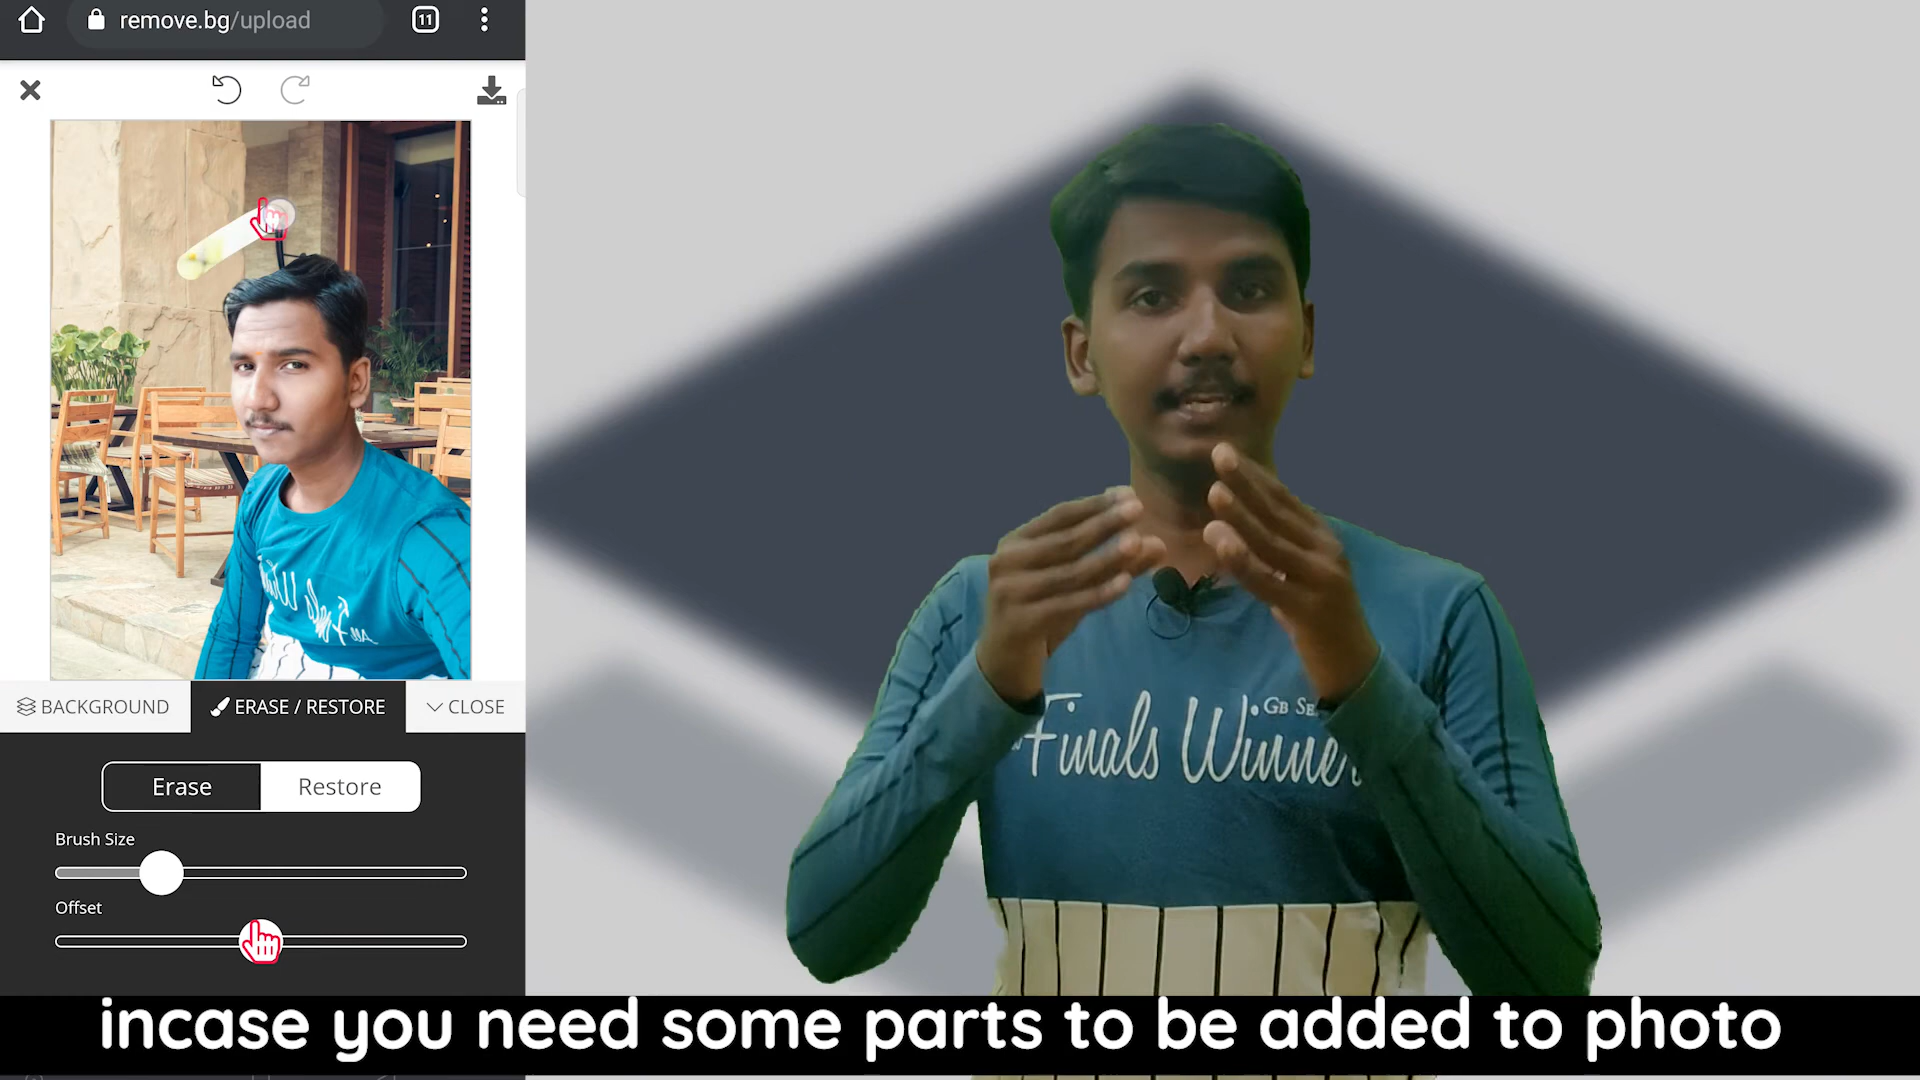 remove.bg/upload
11
BACKGROUND
ERASE / RESTORE
CLOSE
Erase
Restore
Brush Size
Offset
GB SE
Finals Winner
incase you need some parts to be added to photo